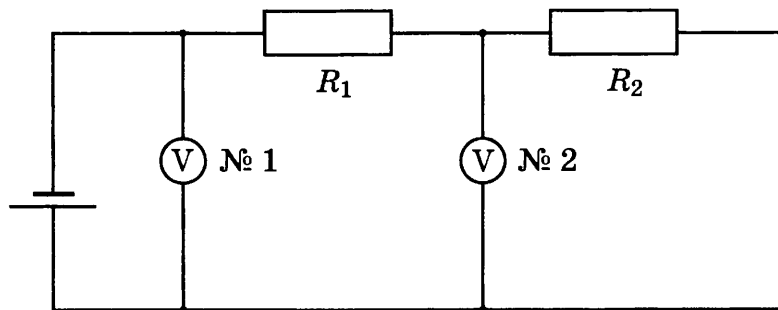 R₁
R₂
V № 1
V № 2